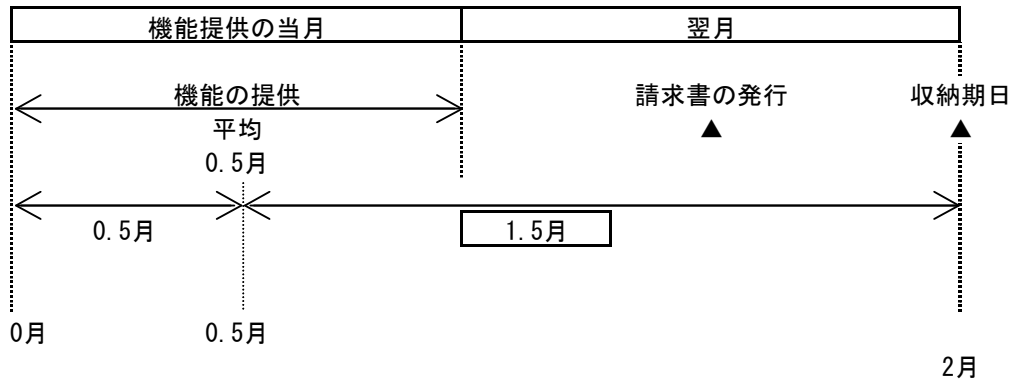 機能提供の当月 翌月
機能の提供 請求書の発行 収納期日
平均 ▲ ▲
0.5月
0.5月 1.5月
0月 0.5月
2月